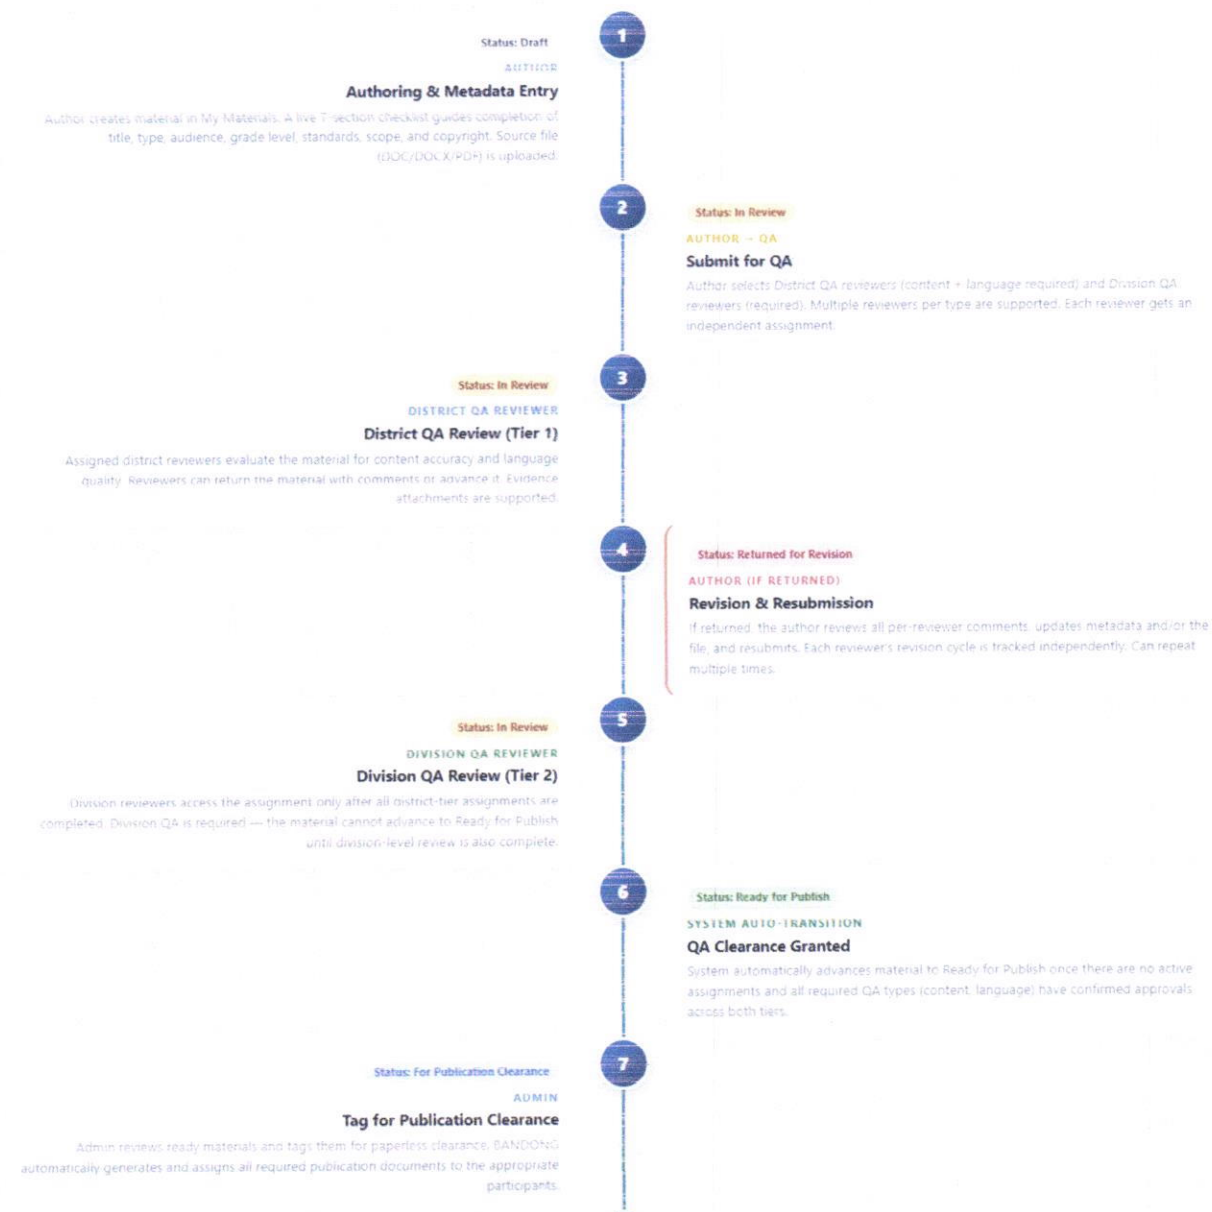 1
Status: Draft
AUTHOR
Authoring & Metadata Entry
Author creates material in My Materials. A live 7-section checklist guides completion of
title, type, audience, grade level, standards, scope, and copyright. Source file
(DOC/DOCX/PDF) is uploaded.
2
Status: In Review
AUTHOR → QA
Submit for QA
Author selects District QA reviewers (content + language required) and Division QA
reviewers (required). Multiple reviewers per type are supported. Each reviewer gets an
independent assignment.
3
Status: In Review
DISTRICT QA REVIEWER
District QA Review (Tier 1)
Assigned district reviewers evaluate the material for content accuracy and language
quality. Reviewers can return the material with comments or advance it. Evidence
attachments are supported.
4
Status: Returned for Revision
AUTHOR (IF RETURNED)
Revision & Resubmission
If returned, the author reviews all per-reviewer comments, updates metadata and/or the
file, and resubmits. Each reviewer's revision cycle is tracked independently. Can repeat
multiple times.
5
Status: In Review
DIVISION QA REVIEWER
Division QA Review (Tier 2)
Division reviewers access the assignment only after all district-tier assignments are
completed. Division QA is required — the material cannot advance to Ready for Publish
until division-level review is also complete.
6
Status: Ready for Publish
SYSTEM AUTO-TRANSITION
QA Clearance Granted
System automatically advances material to Ready for Publish once there are no active
assignments and all required QA types (content, language) have confirmed approvals
across both tiers.
7
Status: For Publication Clearance
ADMIN
Tag for Publication Clearance
Admin reviews ready materials and tags them for paperless clearance. BANDONG
automatically generates and assigns all required publication documents to the appropriate
participants.